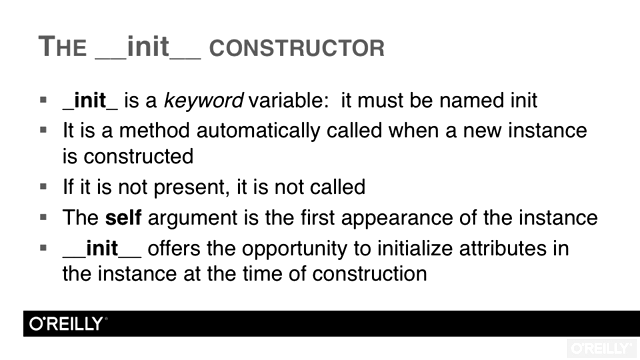 THE __init__ CONSTRUCTOR
▪ _init_ is a keyword variable: it must be named init
▪ It is a method automatically called when a new instance
is constructed
▪ If it is not present, it is not called
▪ The self argument is the first appearance of the instance
▪ __init__ offers the opportunity to initialize attributes in
the instance at the time of construction
O'REILLY®
O'REILLY®